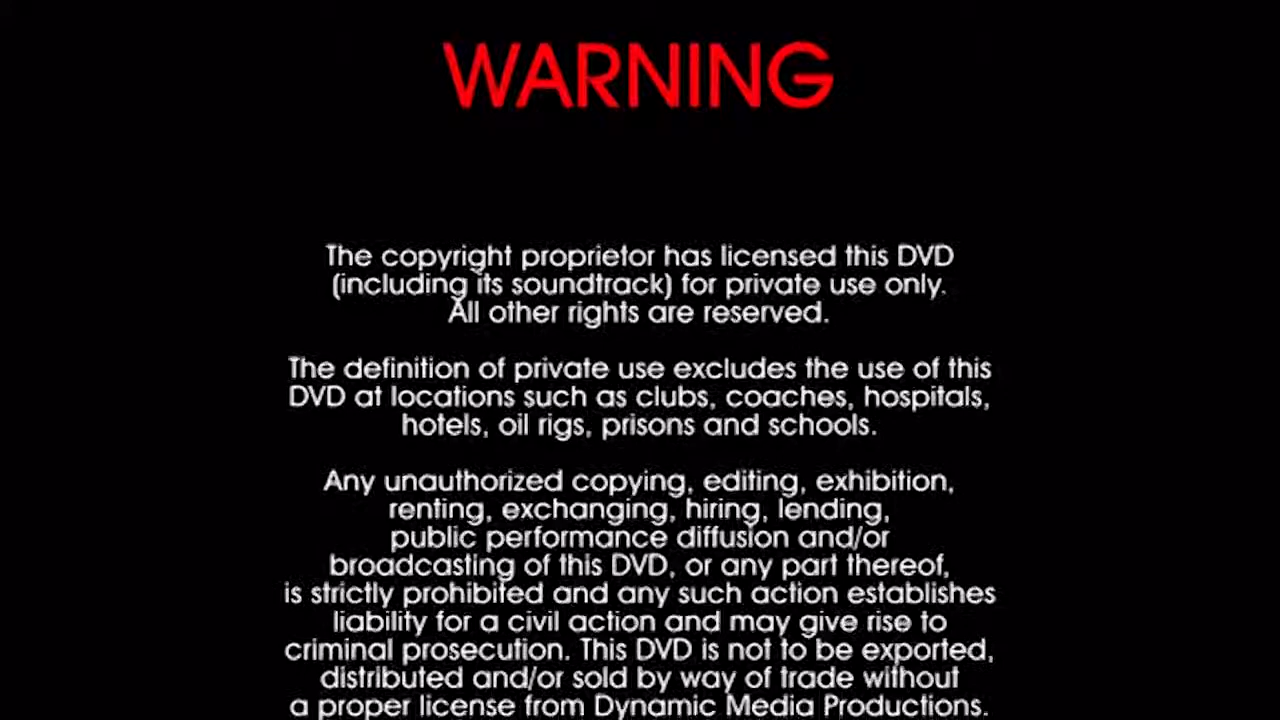 WARNING
The copyright proprietor has licensed this DVD
(including its soundtrack) for private use only.
All other rights are reserved.
The definition of private use excludes the use of this
DVD at locations such as clubs, coaches, hospitals,
hotels, oil rigs, prisons and schools.
Any unauthorized copying, editing, exhibition,
renting, exchanging, hiring, lending,
public performance diffusion and/or
broadcasting of this DVD, or any part thereof,
is strictly prohibited and any such action establishes
liability for a civil action and may give rise to
criminal prosecution. This DVD is not to be exported,
distributed and/or sold by way of trade without
a proper license from Dynamic Media Productions.